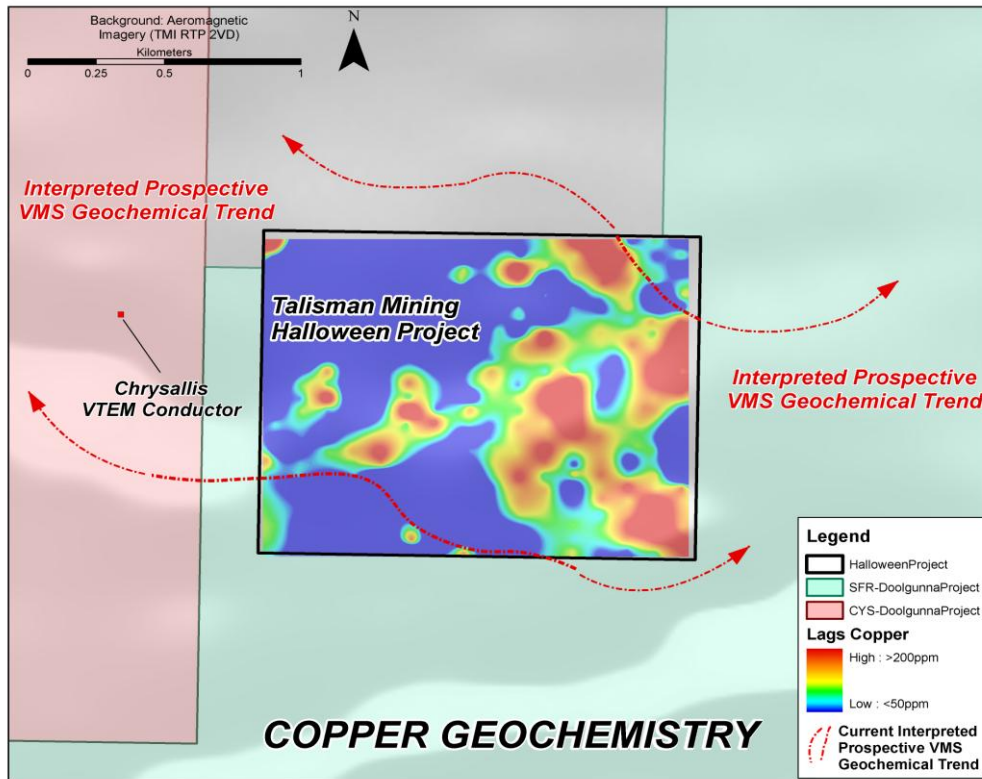 Background: Aeromagnetic
Imagery (TMI RTP 2VD)
Kilometers
0 0.25 0.5 1
N
Interpreted Prospective
VMS Geochemical Trend
Talisman Mining
Halloween Project
Chrysallis
VTEM Conductor
Interpreted Prospective
VMS Geochemical Trend
Legend
HalloweenProject
SFR-DoolgunnaProject
CYS-DoolgunnaProject
Lags Copper
High : >200ppm
Low : <50ppm
Current Interpreted
Prospective VMS
Geochemical Trend
COPPER GEOCHEMISTRY